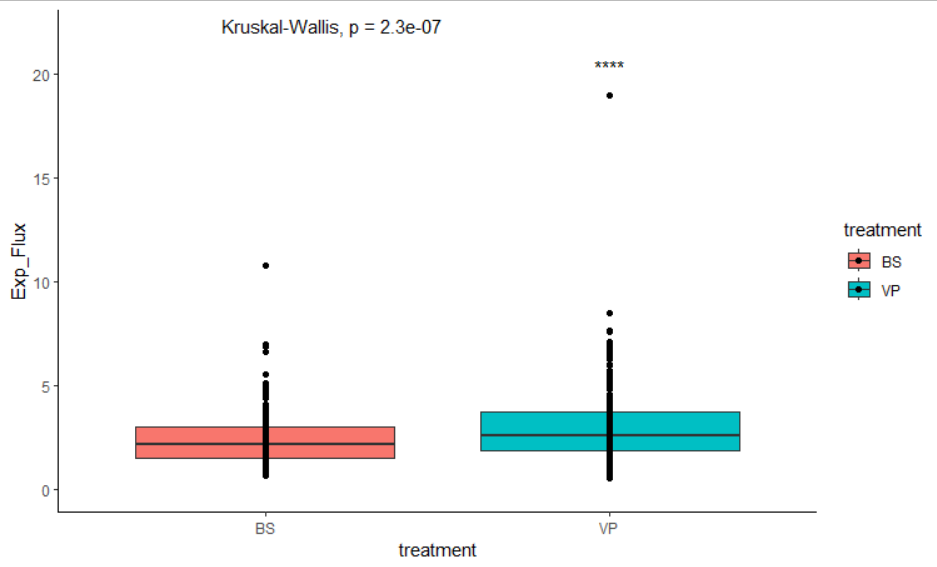 Kruskal-Wallis, p = 2.3e-07
****
20
15
10
5
0
Exp_Flux
BS
VP
treatment
treatment
BS
VP